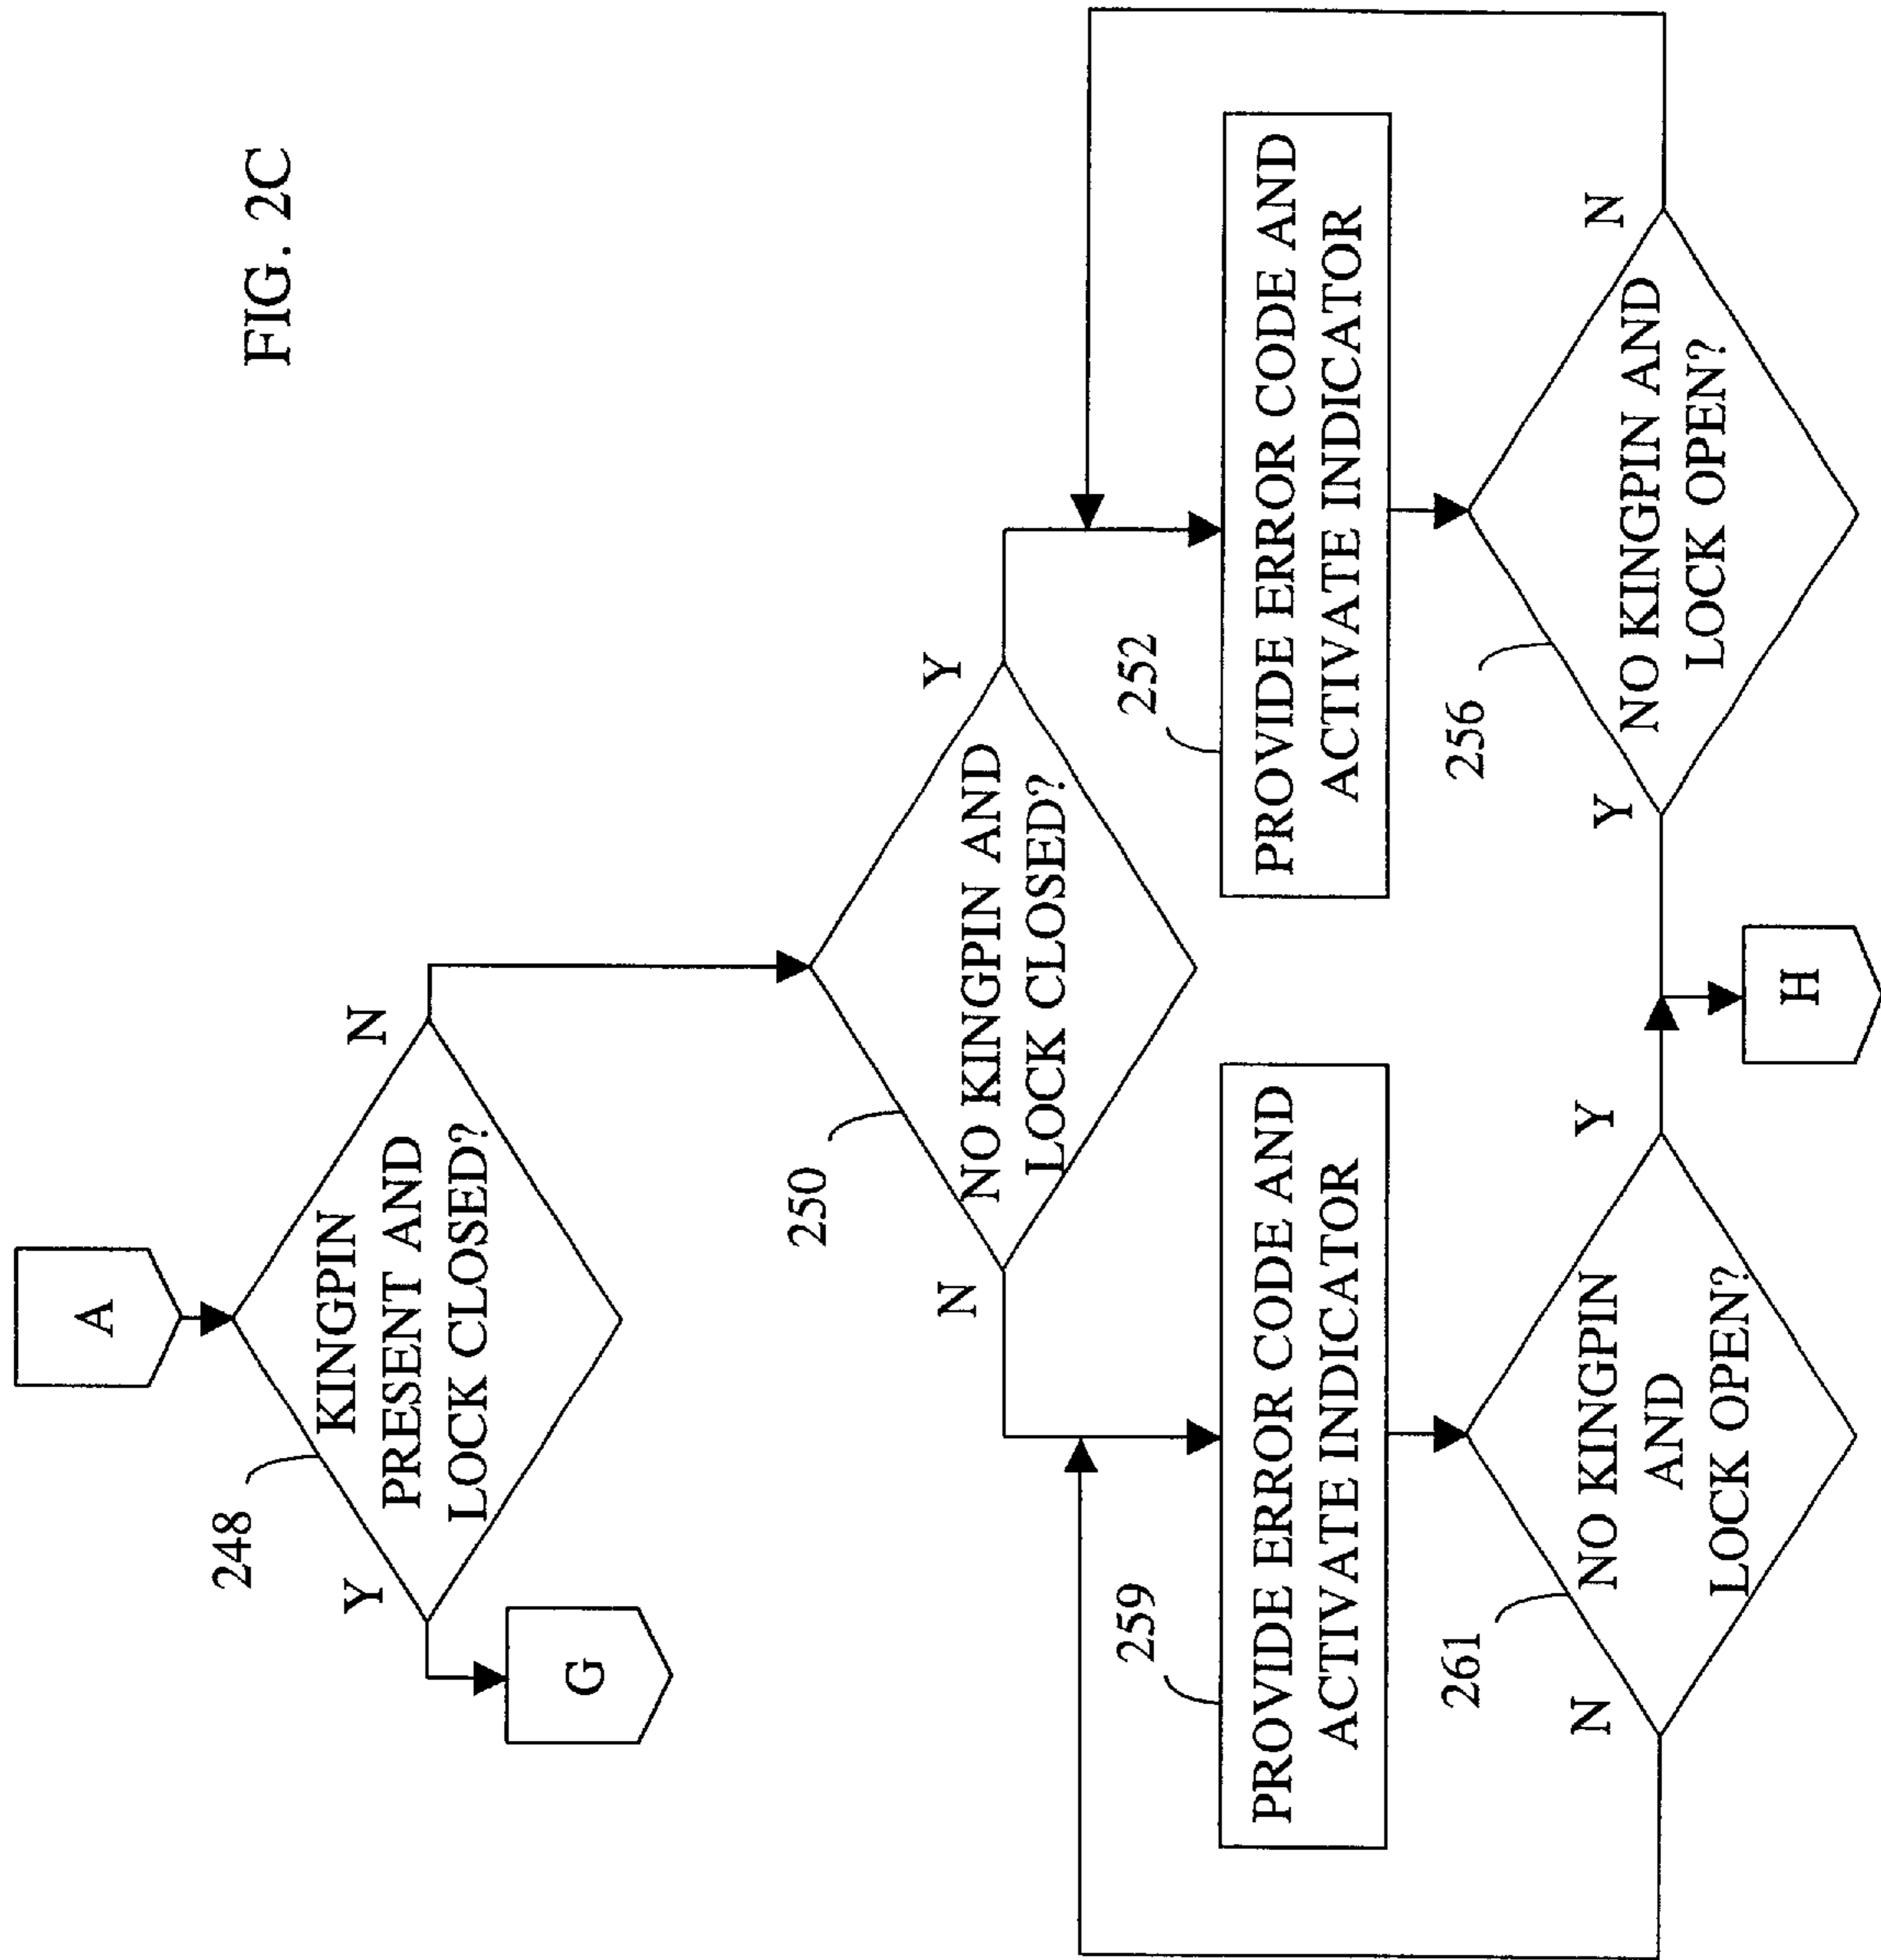 FIG. 2C
A
248
KINGPIN
PRESENT AND
LOCK CLOSED?
Y
N
G
250
NO KINGPIN AND
LOCK CLOSED?
N
Y
259
PROVIDE ERROR CODE AND
ACTIVATE INDICATOR
252
PROVIDE ERROR CODE AND
ACTIVATE INDICATOR
261
NO KINGPIN
AND
LOCK OPEN?
N
Y
256
NO KINGPIN AND
LOCK OPEN?
Y
N
H